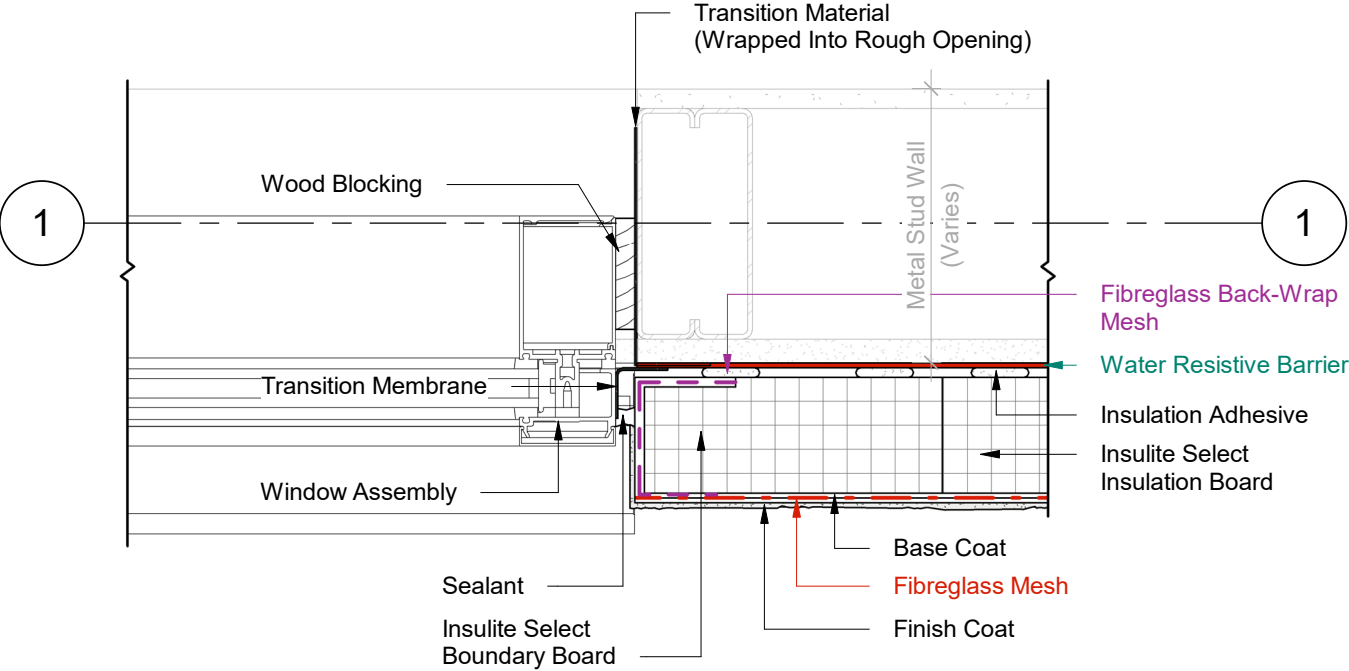 Transition Material
(Wrapped Into Rough Opening)
Wood Blocking
1
1
Metal Stud Wall
(Varies)
Fibreglass Back-Wrap
Mesh
Water Resistive Barrier
Transition Membrane
Insulation Adhesive
Insulite Select
Insulation Board
Window Assembly
Base Coat
Sealant
Fibreglass Mesh
Insulite Select
Boundary Board
Finish Coat